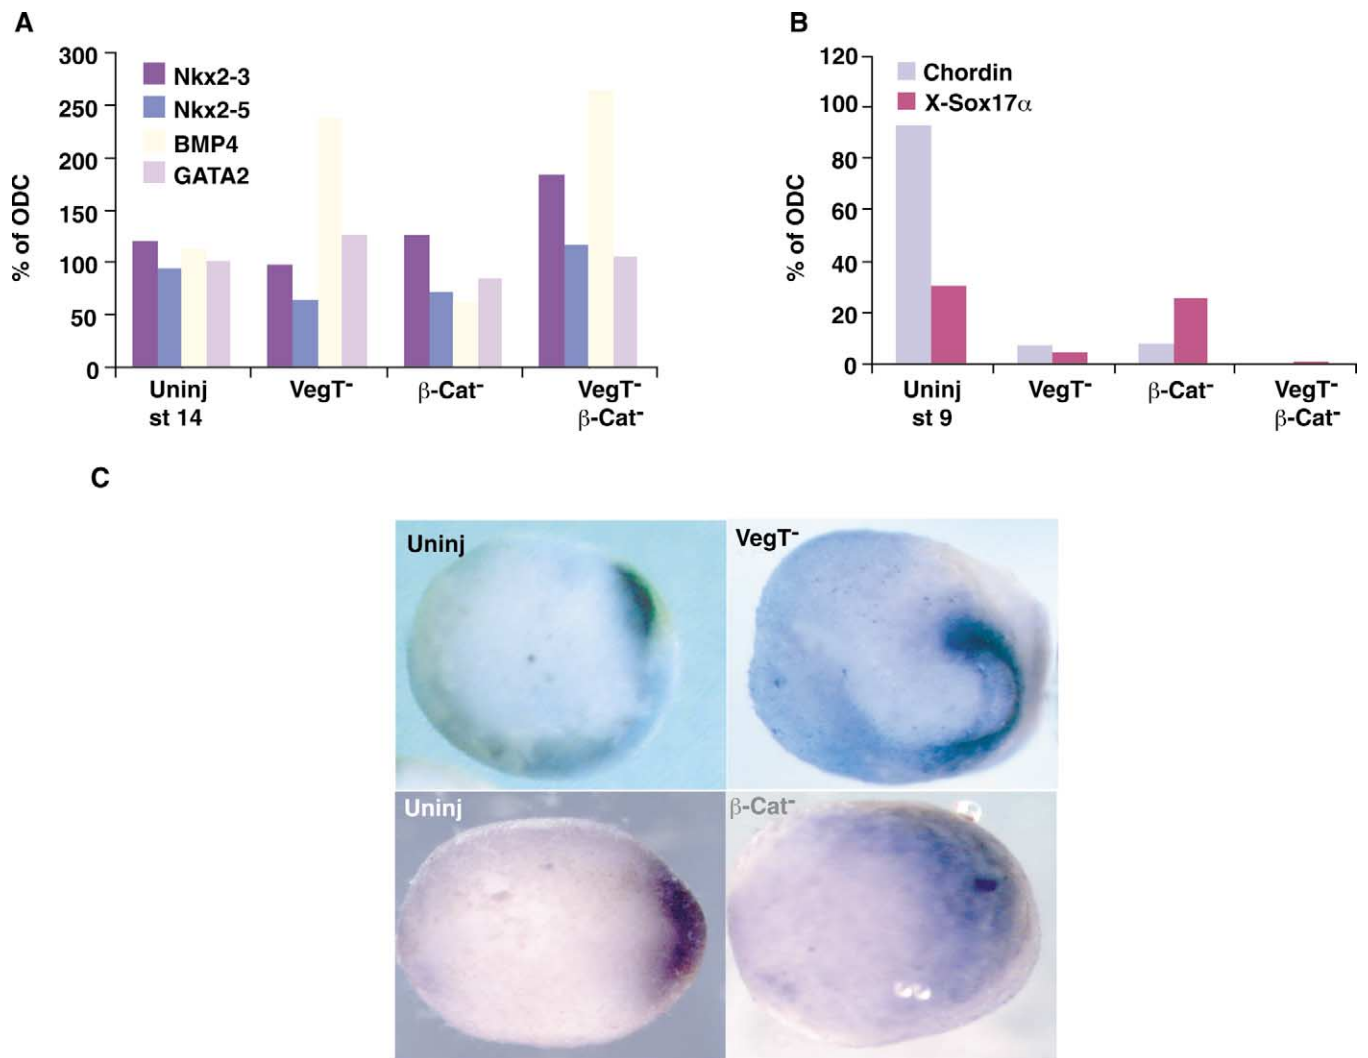 A
300
250
200
150
100
50
0
% of ODC
Nkx2-3
Nkx2-5
BMP4
GATA2
Uninj
st 14
VegT-
β-Cat-
VegT-
β-Cat-
B
120
100
80
60
40
20
0
% of ODC
Chordin
X-Sox17α
Uninj
st 9
VegT-
β-Cat-
VegT-
β-Cat-
C
Uninj
VegT-
Uninj
β-Cat-